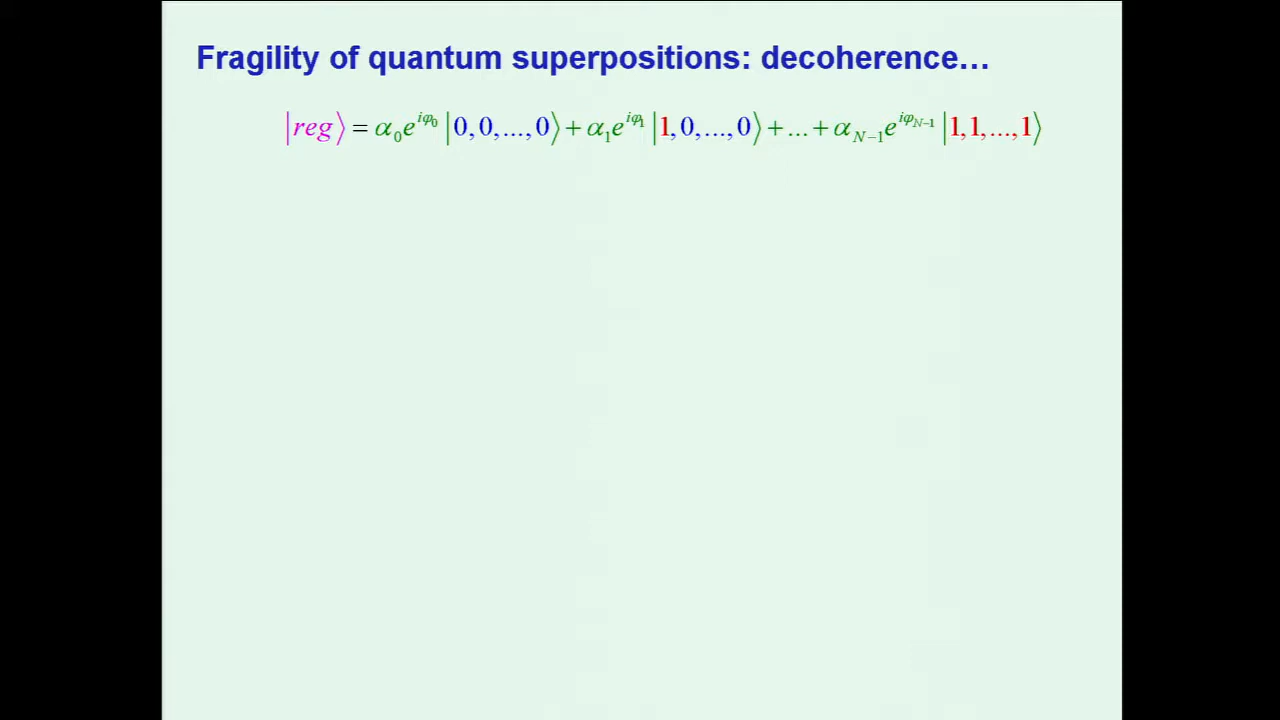 Fragility of quantum superpositions: decoherence…
|reg⟩ = α₀e^{iφ₀} |0,0,...,0⟩ + α₁e^{iφ₁} |1,0,...,0⟩ + ... + α_{N−1}e^{iφ_{N−1}} |1,1,...,1⟩